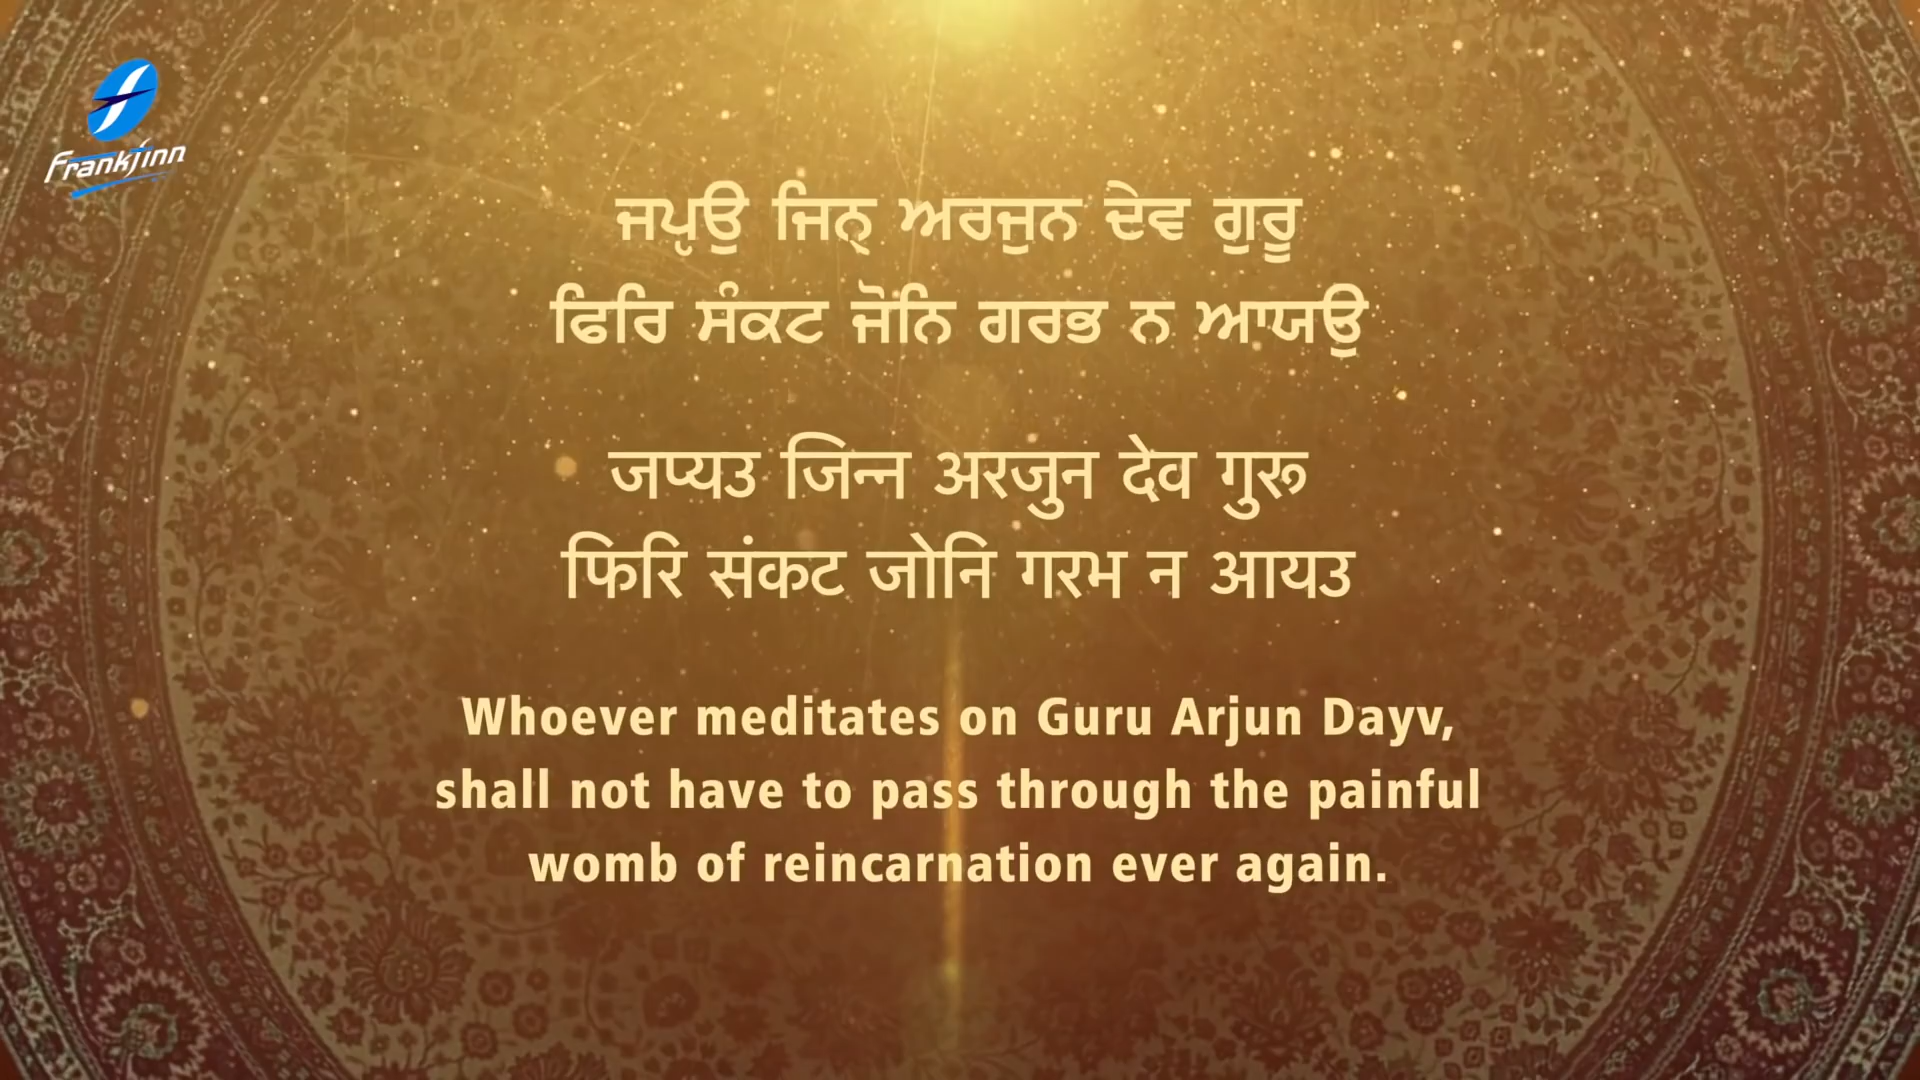 Frankfinn
ਜਪੵਉ ਜਿਨੑ ਅਰਜੁਨ ਦੇਵ ਗੁਰੂ
ਫਿਰਿ ਸੰਕਟ ਜੋਨਿ ਗਰਭ ਨ ਆਯਉ
जप्यउ जिन्न अरजुन देव गुरू
फिरि संकट जोनि गरभ न आयउ
Whoever meditates on Guru Arjun Dayv,
shall not have to pass through the painful
womb of reincarnation ever again.